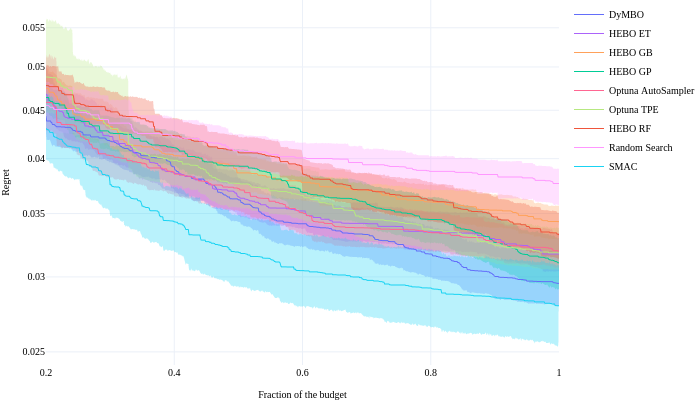 0.055
0.05
0.045
0.04
0.035
0.03
0.025
Regret
0.2
0.4
0.6
0.8
1
Fraction of the budget
DyMBO
HEBO ET
HEBO GB
HEBO GP
Optuna AutoSampler
Optuna TPE
HEBO RF
Random Search
SMAC